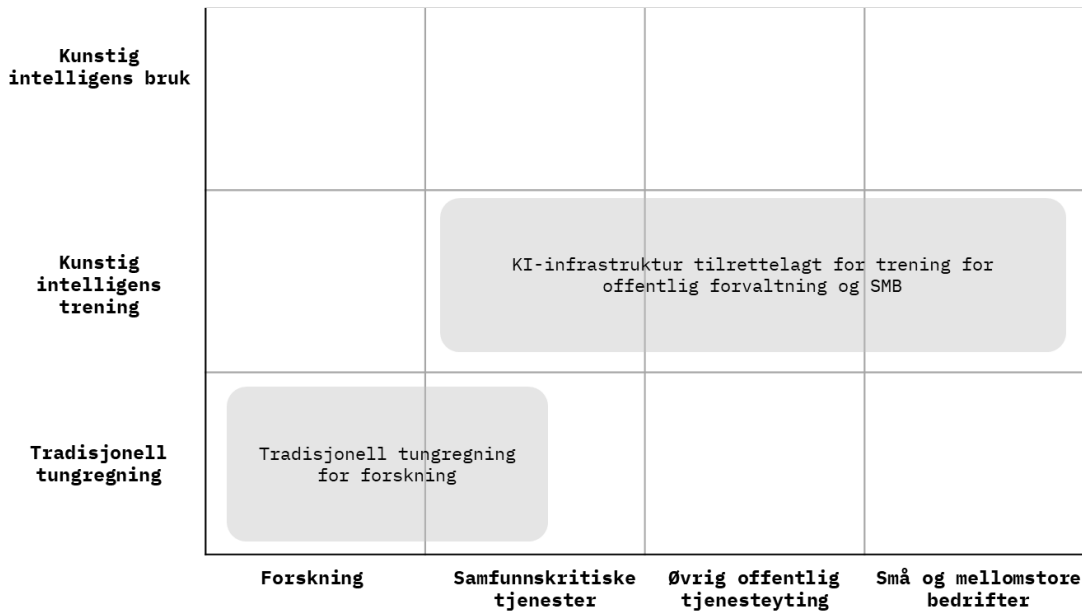 Kunstig
intelligens bruk
Kunstig
intelligens
trening
KI-infrastruktur tilrettelagt for trening for
offentlig forvaltning og SMB
Tradisjonell
tungregning
Tradisjonell tungregning
for forskning
Forskning
Samfunnskritiske
tjenester
Øvrig offentlig
tjenesteyting
Små og mellomstore
bedrifter